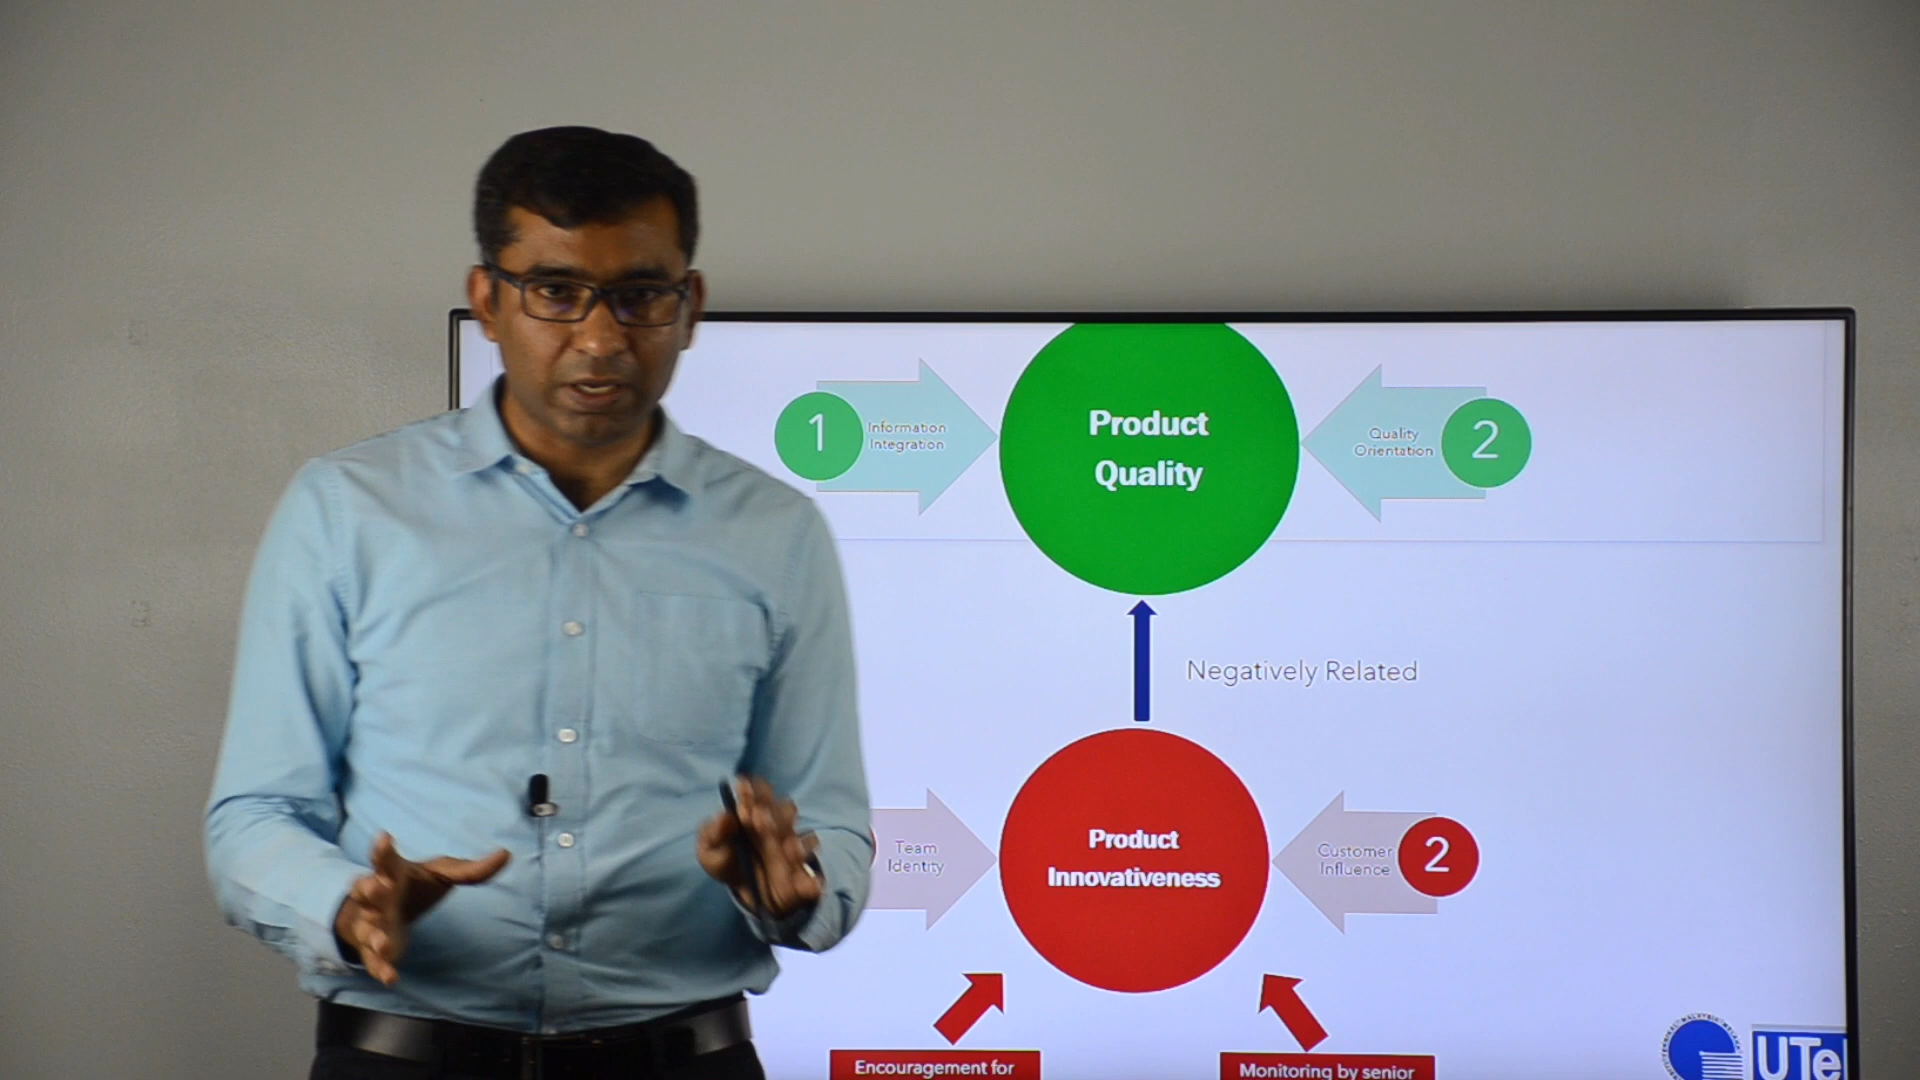 1
Information
Integration
Product
Quality
Quality
Orientation
2
Negatively Related
Team
Identity
Product
Innovativeness
Customer
Influence
2
Encouragement for
Monitoring by senior
UTe